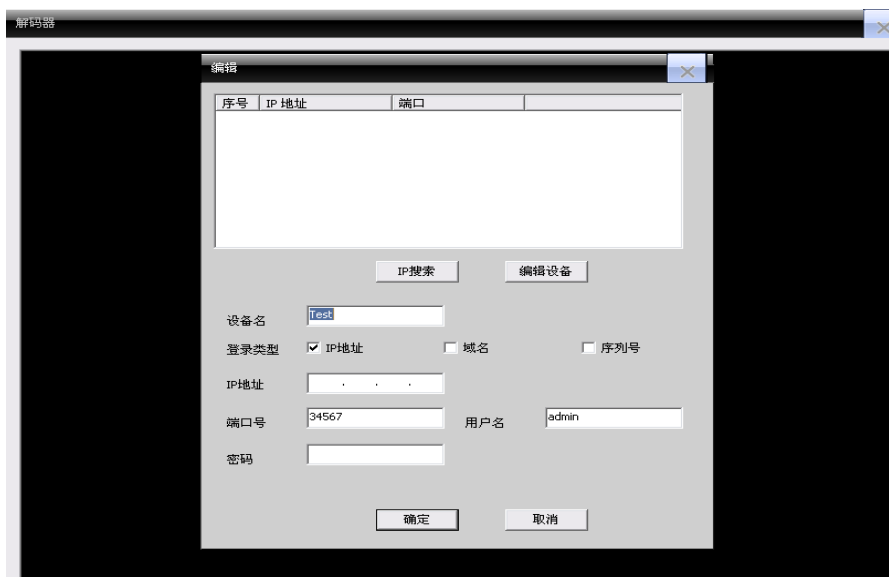 解码器
编辑
序号 IP 地址 端口
IP搜索 编辑设备
设备名 Test
登录类型 IP地址 域名 序列号
IP地址 . . .
端口号 34567 用户名 admin
密码
确定 取消